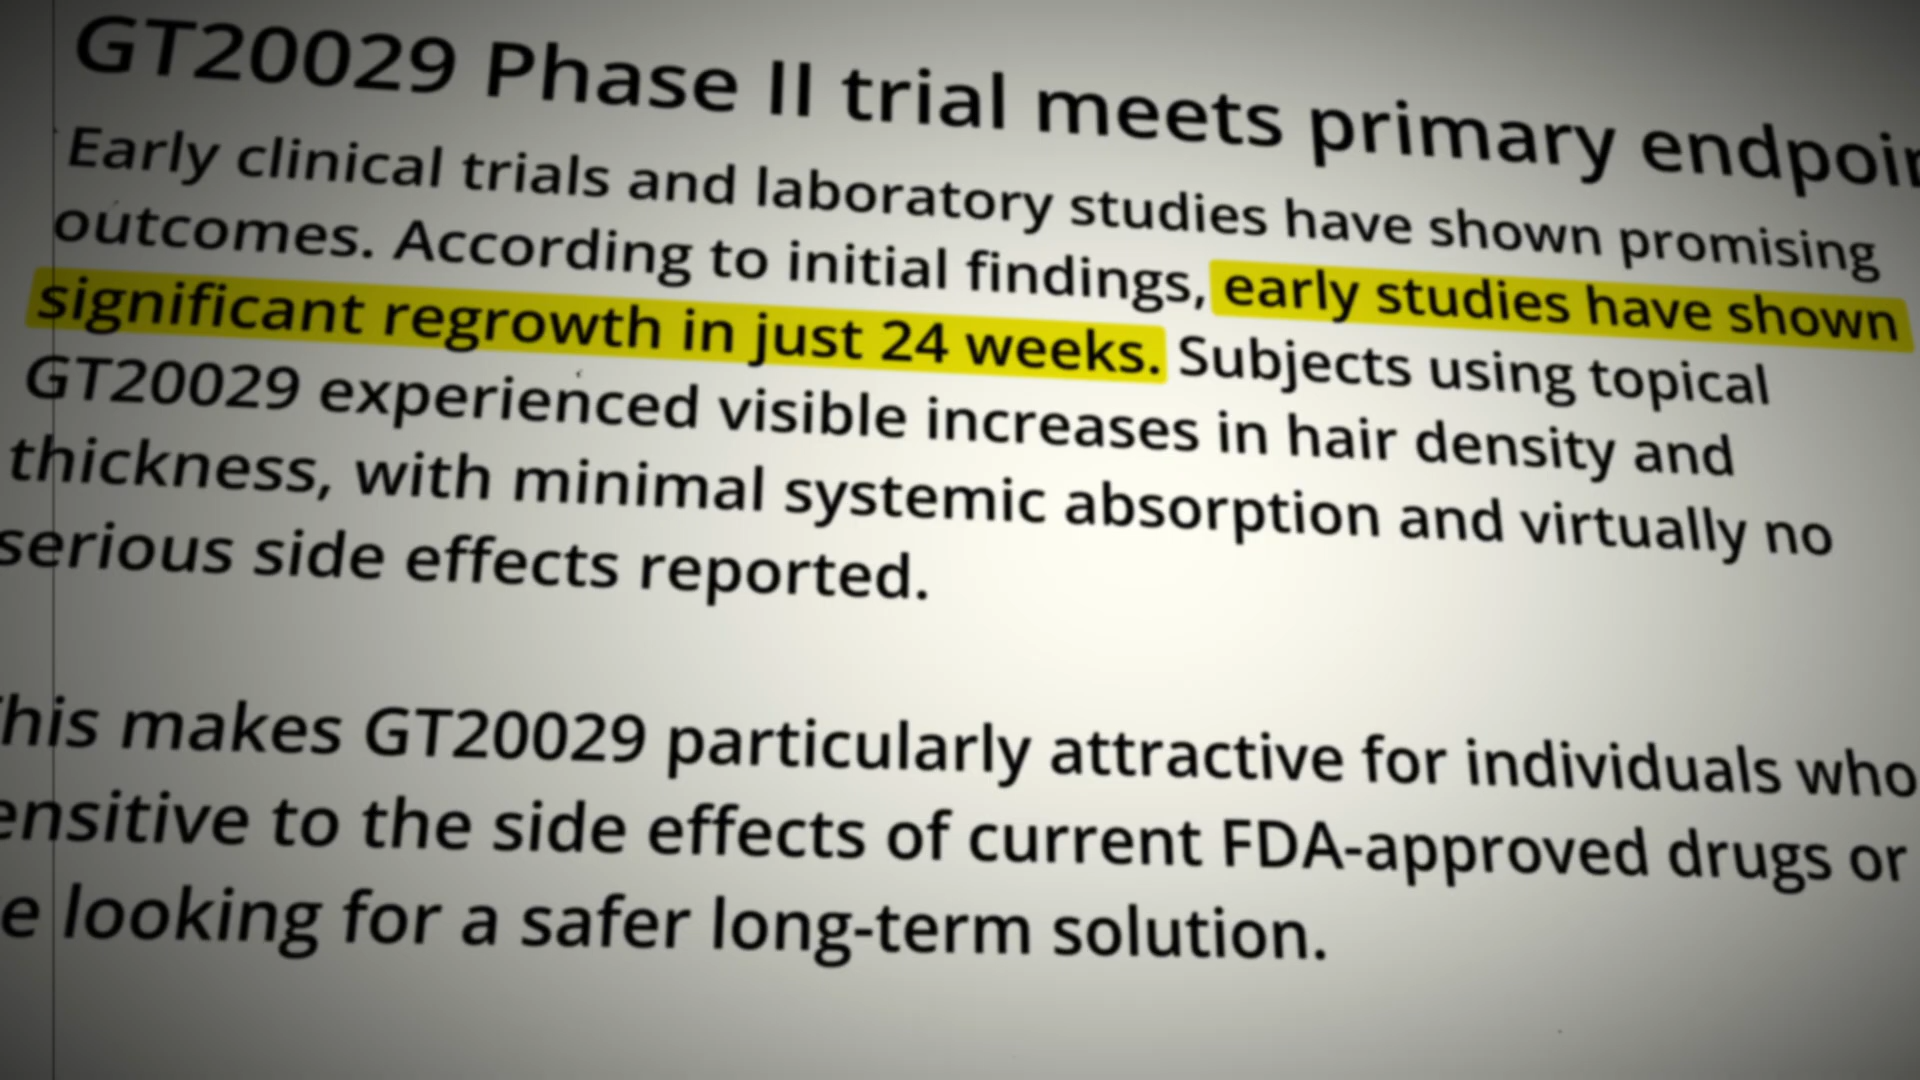 GT20029 Phase II trial meets primary
Early clinical trials and laboratory studies have shown promising
outcomes. According to initial findings, early studies have shown
significant regrowth in just 24 weeks. Subjects using topical
GT20029 experienced visible increases in hair density and
thickness, with minimal systemic absorption and virtually no
serious side effects reported.
makes GT20029 particularly attractive for individuals who
to the side effects of current FDA-approved drugs or
looking for a safer long-term solution.